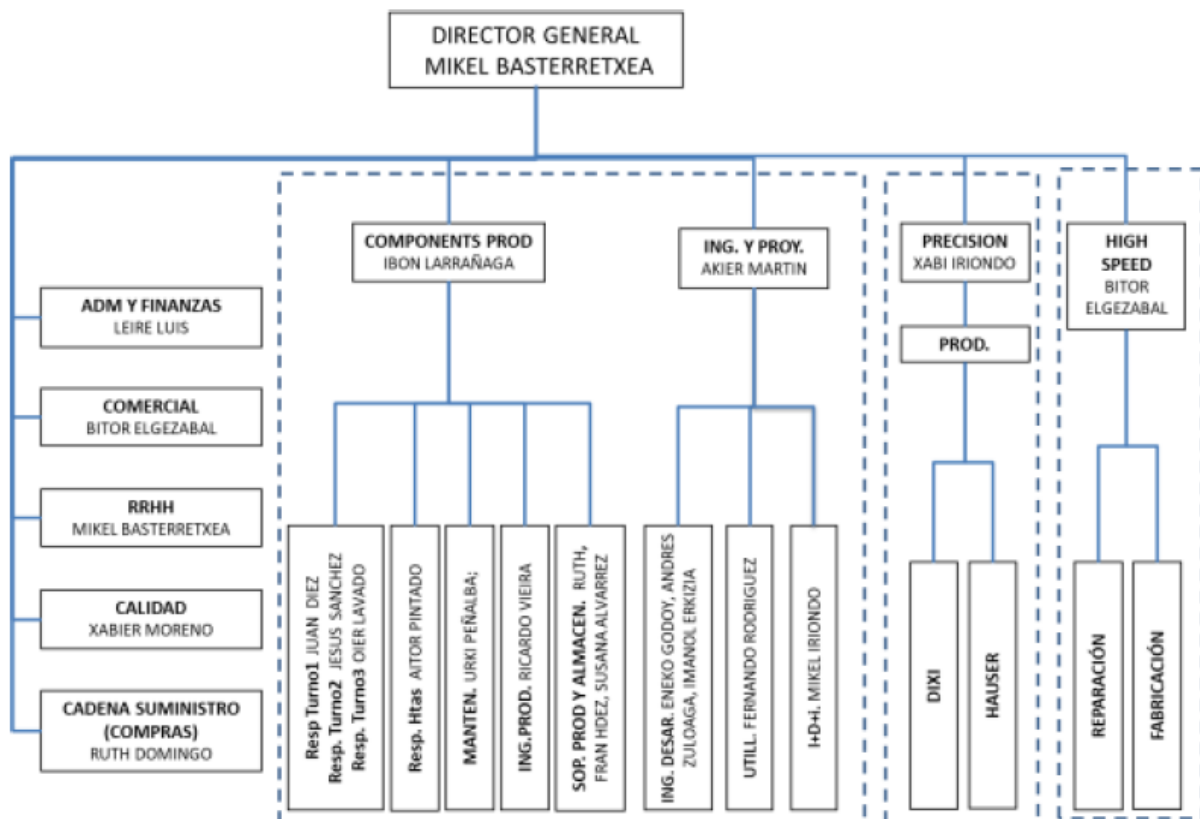 DIRECTOR GENERAL
MIKEL BASTERRETXEA
COMPONENTS PROD
IBON LARRAÑAGA
ING. Y PROY.
AKIER MARTIN
PRECISION
XABI IRIONDO
PROD.
HIGH
SPEED
BITOR
ELGEZABAL
ADM Y FINANZAS
LEIRE LUIS
COMERCIAL
BITOR ELGEZABAL
RRHH
MIKEL BASTERRETXEA
CALIDAD
XABIER MORENO
CADENA SUMINISTRO
(COMPRAS)
RUTH DOMINGO
Resp Turno1 JUAN DIEZ
Resp. Turno2 JESUS SANCHEZ
Resp. Turno3 OIER LAVADO
Resp. Htas AITOR PINTADO
MANTEN. URKI PEÑALBA;
ING.PROD. RICARDO VIEIRA
SOP. PROD Y ALMACEN. RUTH,
FRAN HDEZ, SUSANA ALVARREZ
ING. DESAR. ENEKO GODOY, ANDRES
ZULOAGA, IMANOL ERKIZIA
UTILL. FERNANDO RODRIGUEZ
I+D+i. MIKEL IRIONDO
DIXI
HAUSER
REPARACIÓN
FABRICACIÓN